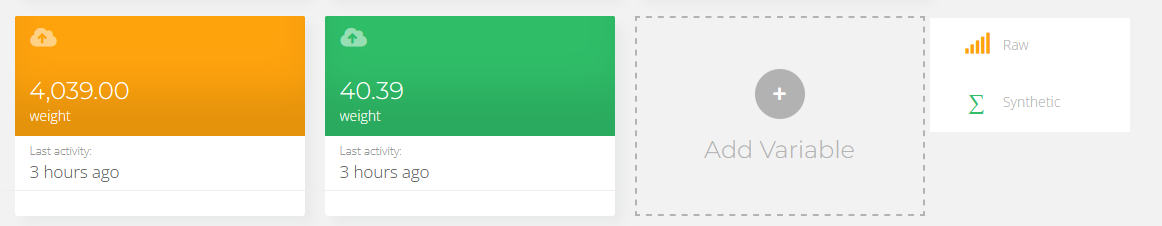 4,039.00
weight
Last activity:
3 hours ago
40.39
weight
Last activity:
3 hours ago
+
Add Variable
Raw
Σ Synthetic